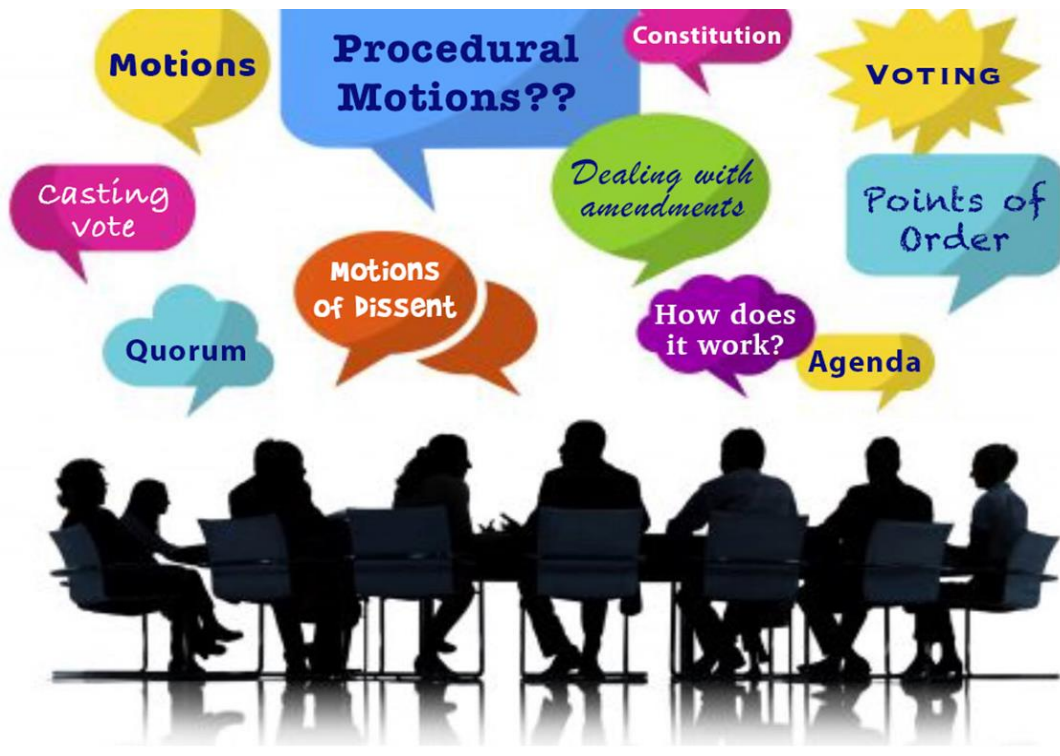 Motions
Procedural
Motions??
Constitution
VOTING
Casting
vote
Dealing with
amendments
Points of
Order
Motions
of Dissent
Quorum
How does
it work?
Agenda